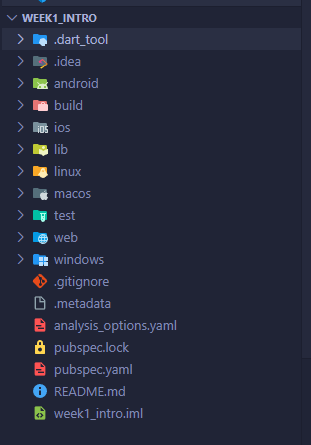 WEEK1_INTRO
.dart_tool
.idea
android
build
iOS ios
lib
linux
macos
test
web
windows
.gitignore
.metadata
analysis_options.yaml
pubspec.lock
pubspec.yaml
README.md
week1_intro.iml